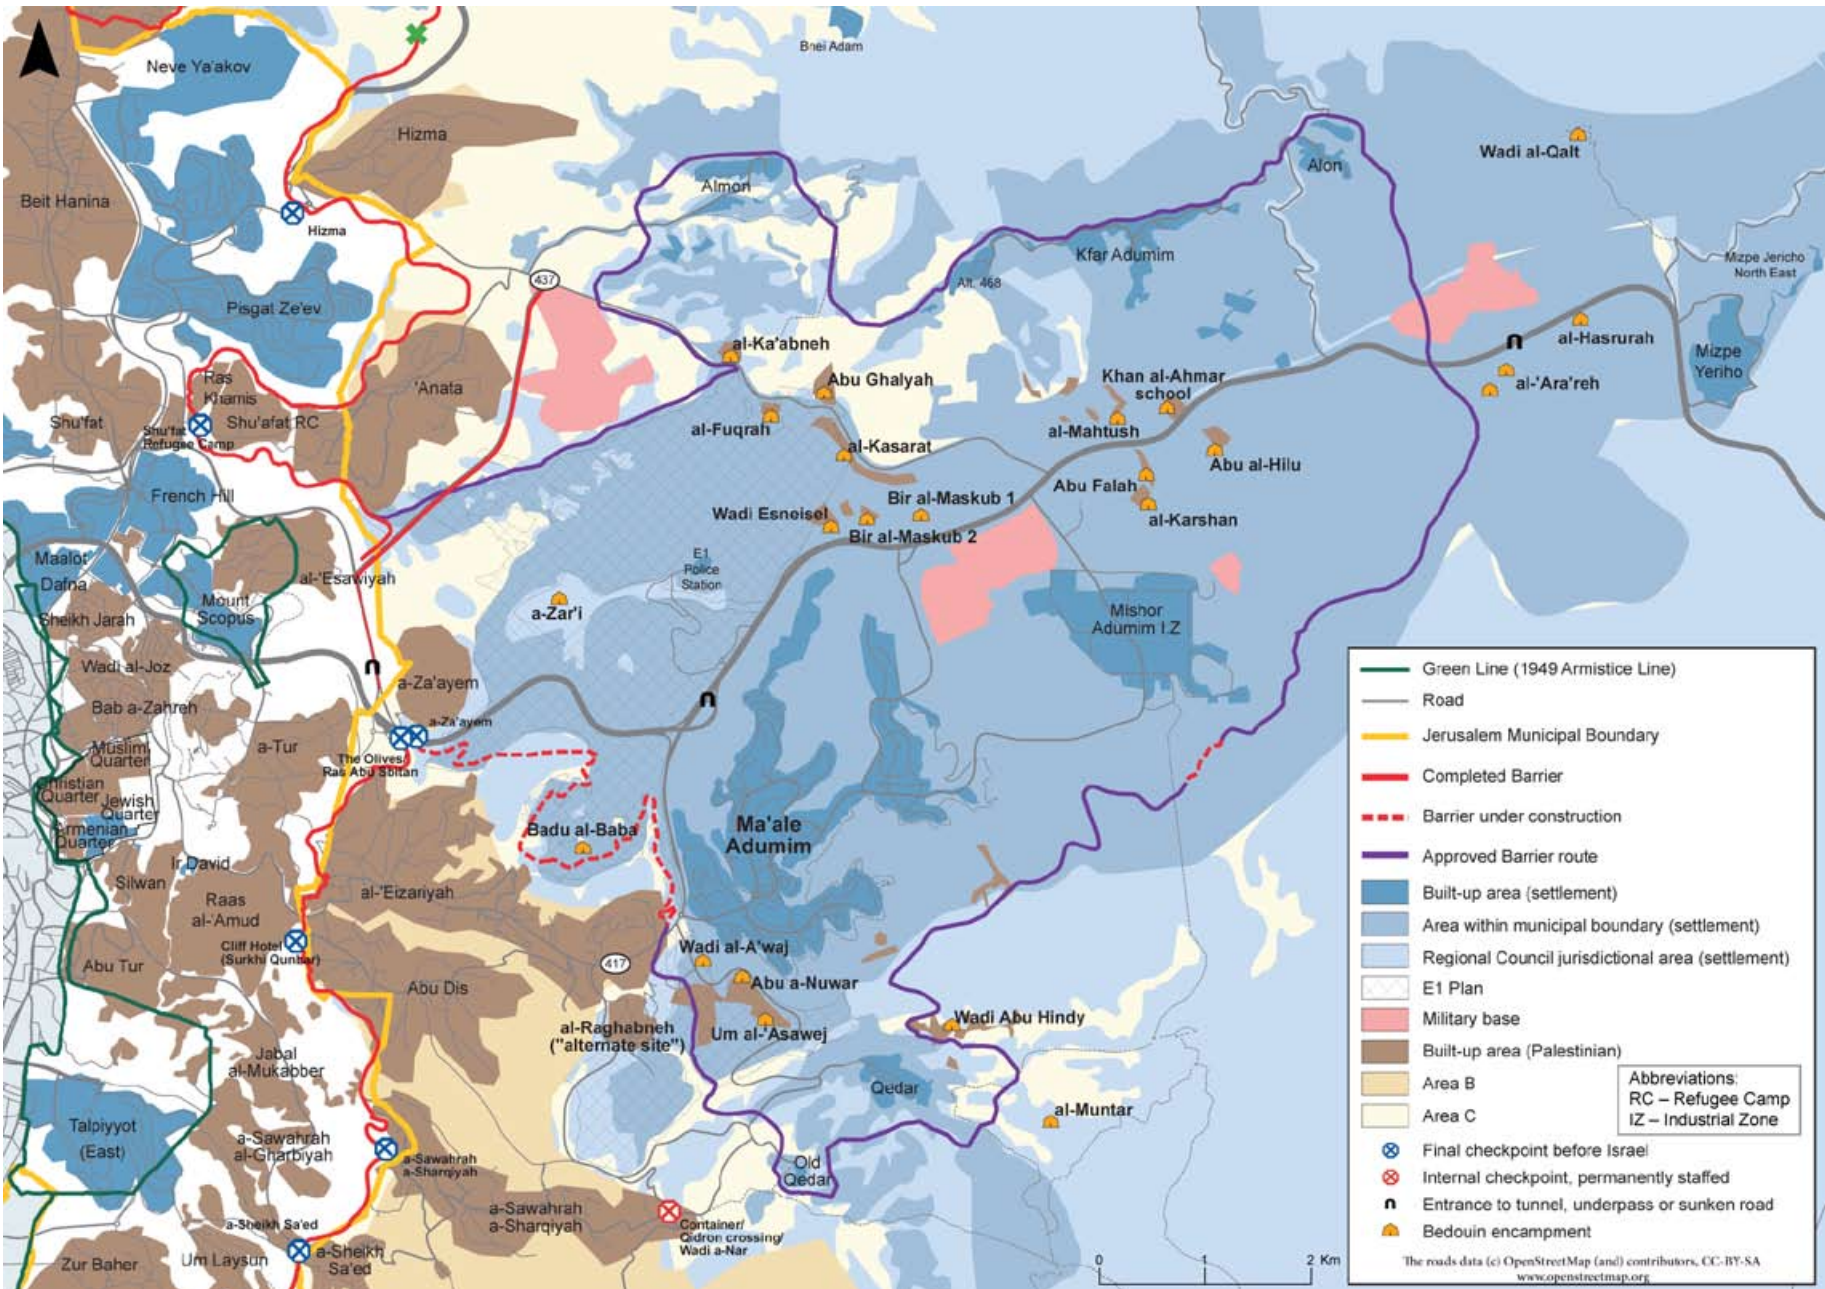 Bnei Adam
Neve Ya'akov
Hizma
Wadi al-Qalt
Alon
Almon
Beit Hanina
Hizma
Kfar Adumim
Mizpe Jericho
North East
437
Alt. 468
Pisgat Ze'ev
al-Hasrurah
al-Ka'abneh
Mizpe
Yeriho
Ras
Khamis
'Anata
Abu Ghalyah
Khan al-Ahmar
school
al-'Ara'reh
Shu'fat
Shu'afat RC
Shu'fat
Refugee Camp
al-Fuqrah
al-Mahtush
al-Kasarat
Abu al-Hilu
French Hill
Abu Falah
Bir al-Maskub 1
Wadi Esneisel
al-Karshan
Bir al-Maskub 2
Maalot
Dafna
E1
Police
Station
al-'Esawiyah
Mount
Scopus
a-Zar'i
Mishor
Adumim I.Z
Sheikh Jarah
Wadi al-Joz
a-Za'ayem
Bab a-Zahreh
a-Za'ayem
Muslim
Quarter
a-Tur
The Olives/
Ras Abu Sbitan
Christian
Quarter
Jewish
Quarter
Armenian
Quarter
Badu al-Baba
Ma'ale
Adumim
Ir David
Silwan
al-'Eizariyah
Raas
al-'Amud
Cliff Hotel
(Surkhi Qunbar)
Wadi al-A'waj
Abu Tur
417
Abu Dis
Abu a-Nuwar
al-Raghabneh
("alternate site")
Um al-'Asawej
Wadi Abu Hindy
Jabal
al-Mukabber
Qedar
al-Muntar
Talpiyyot
(East)
a-Sawahrah
al-Gharbiyah
a-Sawahrah
a-Sharqiyah
Old
Qedar
a-Sawahrah
a-Sharqiyah
a-Sheikh Sa'ed
Container/
Qidron crossing/
Wadi a-Nar
Zur Baher
Um Laysun
a-Sheikh
Sa'ed
0 1 2 Km
Green Line (1949 Armistice Line)
Road
Jerusalem Municipal Boundary
Completed Barrier
Barrier under construction
Approved Barrier route
Built-up area (settlement)
Area within municipal boundary (settlement)
Regional Council jurisdictional area (settlement)
E1 Plan
Military base
Built-up area (Palestinian)
Area B
Area C
Abbreviations:
RC – Refugee Camp
IZ – Industrial Zone
Final checkpoint before Israel
Internal checkpoint, permanently staffed
Entrance to tunnel, underpass or sunken road
Bedouin encampment
The roads data (c) OpenStreetMap (and) contributors, CC-BY-SA
www.openstreetmap.org